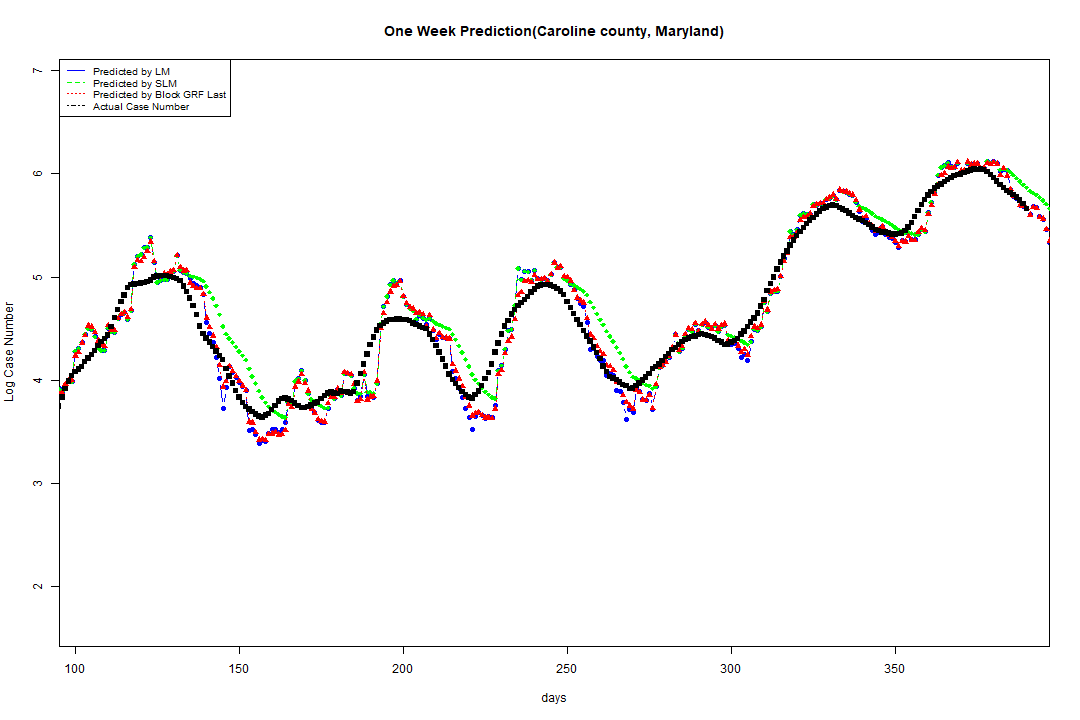 One Week Prediction(Caroline county, Maryland)
Predicted by LM
Predicted by SLM
Predicted by Block GRF Last
Actual Case Number
Log Case Number
7
6
5
4
3
2
100 150 200 250 300 350
days